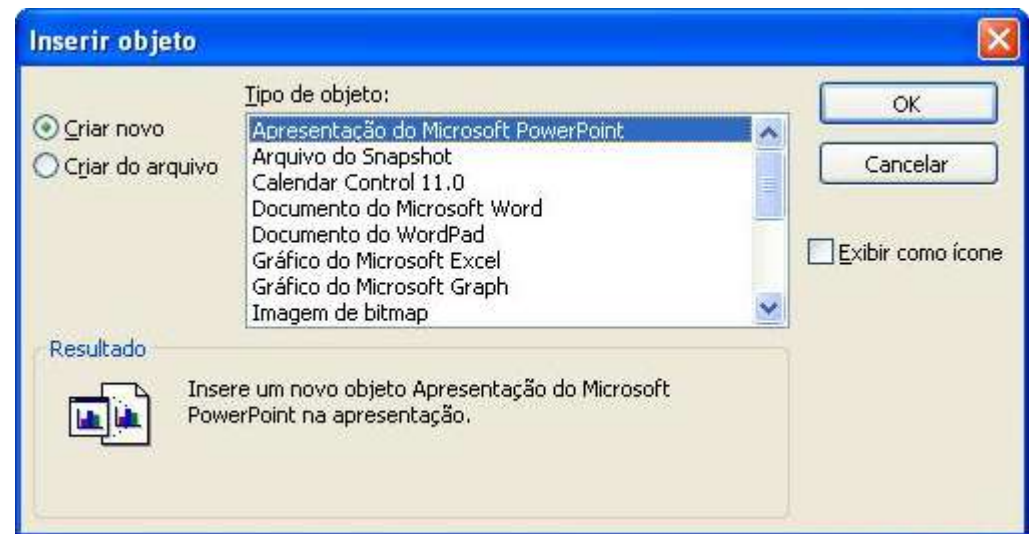 Inserir objeto
Tipo de objeto:
Criar novo
Criar do arquivo
Apresentação do Microsoft PowerPoint
Arquivo do Snapshot
Calendar Control 11.0
Documento do Microsoft Word
Documento do WordPad
Gráfico do Microsoft Excel
Gráfico do Microsoft Graph
Imagem de bitmap
OK
Cancelar
Exibir como ícone
Resultado
Insere um novo objeto Apresentação do Microsoft
PowerPoint na apresentação.